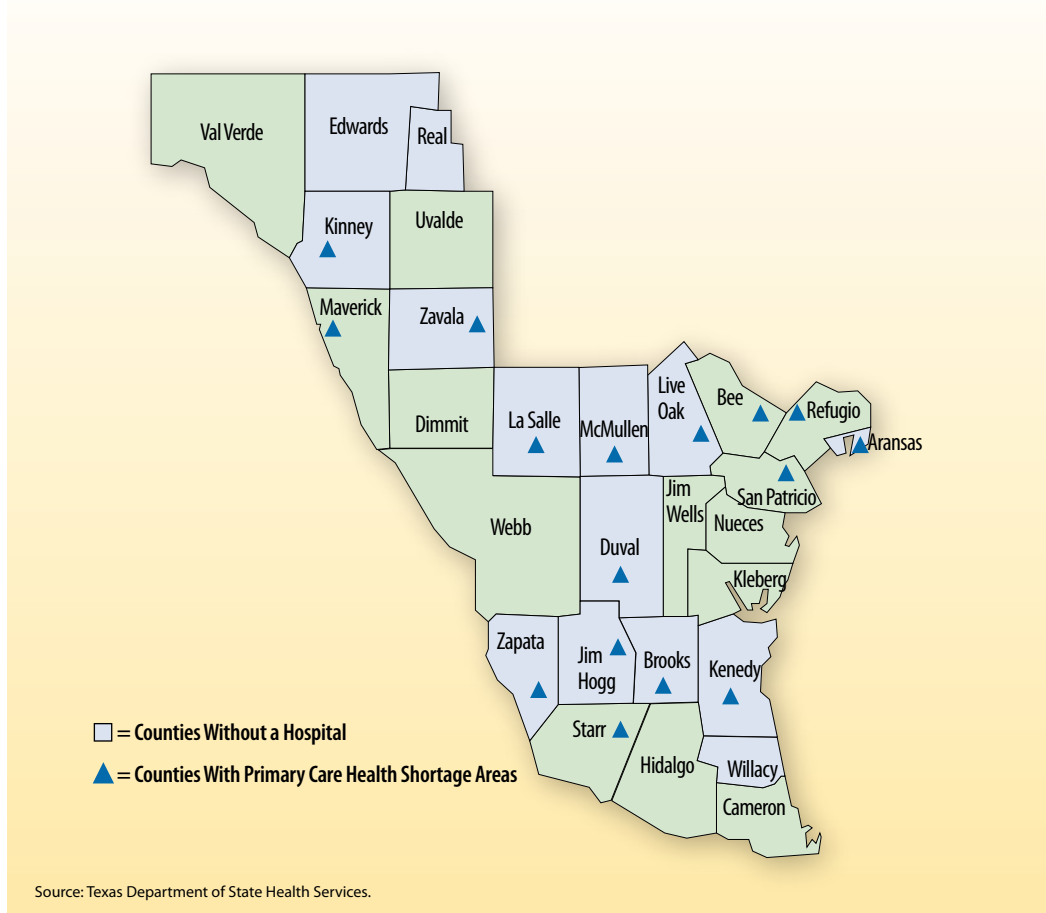 Val Verde
Edwards
Real
Kinney
Uvalde
Maverick
Zavala
Dimmit
La Salle
McMullen
Live
Oak
Bee
Refugio
Aransas
San Patricio
Jim
Wells
Nueces
Webb
Duval
Kleberg
Zapata
Jim
Hogg
Brooks
Kenedy
Starr
Hidalgo
Willacy
Cameron
= Counties Without a Hospital
= Counties With Primary Care Health Shortage Areas
Source: Texas Department of State Health Services.